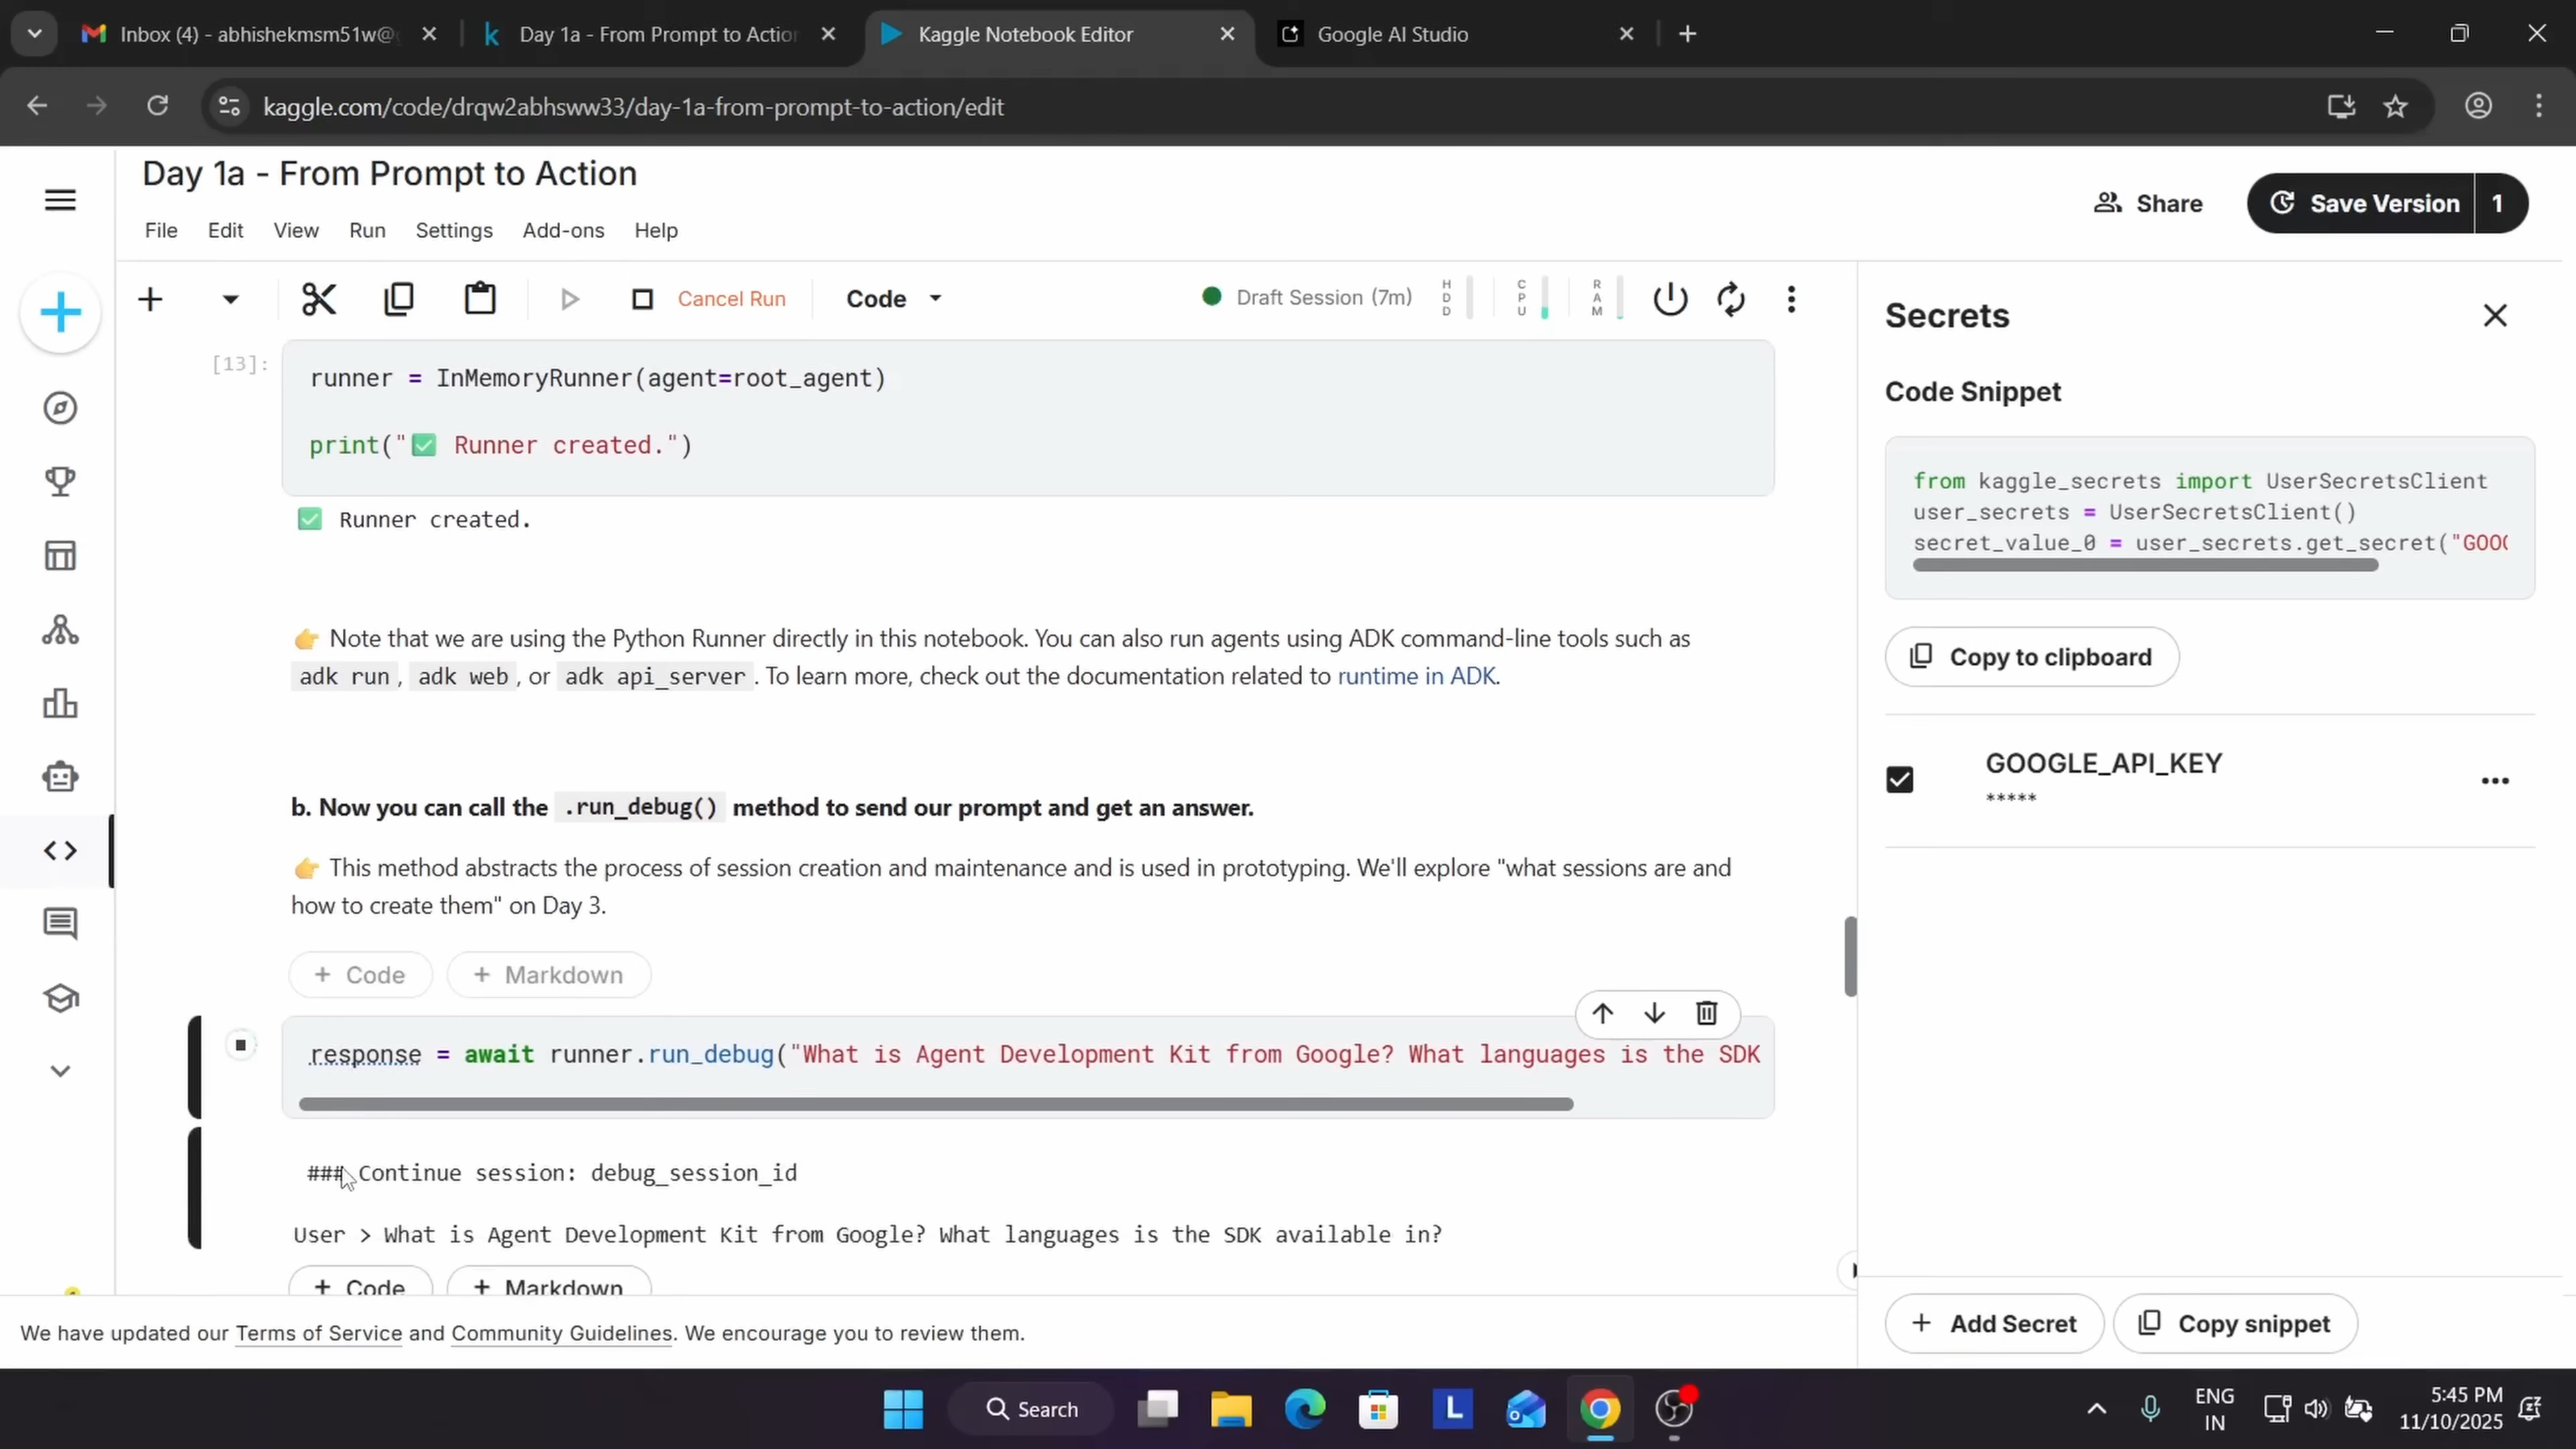 Inbox (4) - abhishekmsm51w@
Day 1a - From Prompt to Action
Kaggle Notebook Editor
Google AI Studio
kaggle.com/code/drqw2abhsww33/day-1a-from-prompt-to-action/edit
Day 1a - From Prompt to Action
File Edit View Run Settings Add-ons Help
Share
Save Version 1
Cancel Run
Code
Draft Session (7m)
HDD
CPU
RAM
[13]:
runner = InMemoryRunner(agent=root_agent)
print("✅ Runner created.")
✅ Runner created.
👉 Note that we are using the Python Runner directly in this notebook. You can also run agents using ADK command-line tools such as
adk run, adk web, or adk api_server. To learn more, check out the documentation related to runtime in ADK.
b. Now you can call the .run_debug() method to send our prompt and get an answer.
👉 This method abstracts the process of session creation and maintenance and is used in prototyping. We'll explore "what sessions are and
how to create them" on Day 3.
+ Code + Markdown
response = await runner.run_debug("What is Agent Development Kit from Google? What languages is the SDK
### Continue session: debug_session_id
User > What is Agent Development Kit from Google? What languages is the SDK available in?
+ Code + Markdown
Secrets
Code Snippet
from kaggle_secrets import UserSecretsClient
user_secrets = UserSecretsClient()
secret_value_0 = user_secrets.get_secret("GOO
Copy to clipboard
GOOGLE_API_KEY
*****
+ Add Secret
Copy snippet
We have updated our Terms of Service and Community Guidelines. We encourage you to review them.
Search
L
ENG
IN
5:45 PM
11/10/2025